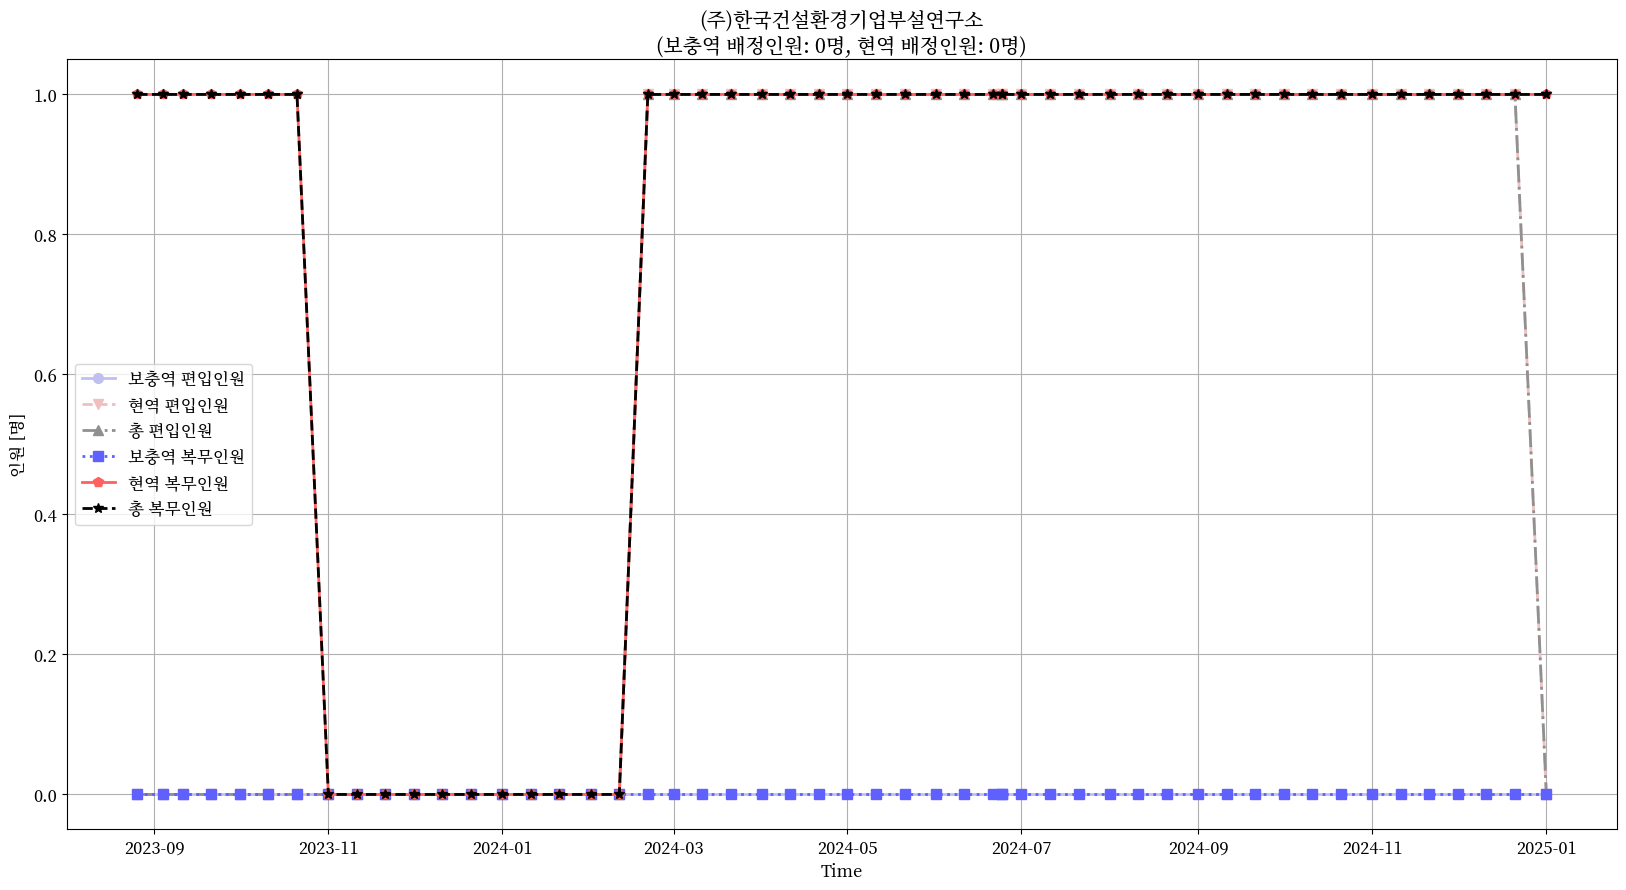 (주)한국건설환경기업부설연구소
(보충역 배정인원: 0명, 현역 배정인원: 0명)
1.0
0.8
0.6
0.4
0.2
0.0
인원 [명]
보충역 편입인원
현역 편입인원
총 편입인원
보충역 복무인원
현역 복무인원
총 복무인원
2023-09 2023-11 2024-01 2024-03 2024-05 2024-07 2024-09 2024-11 2025-01
Time